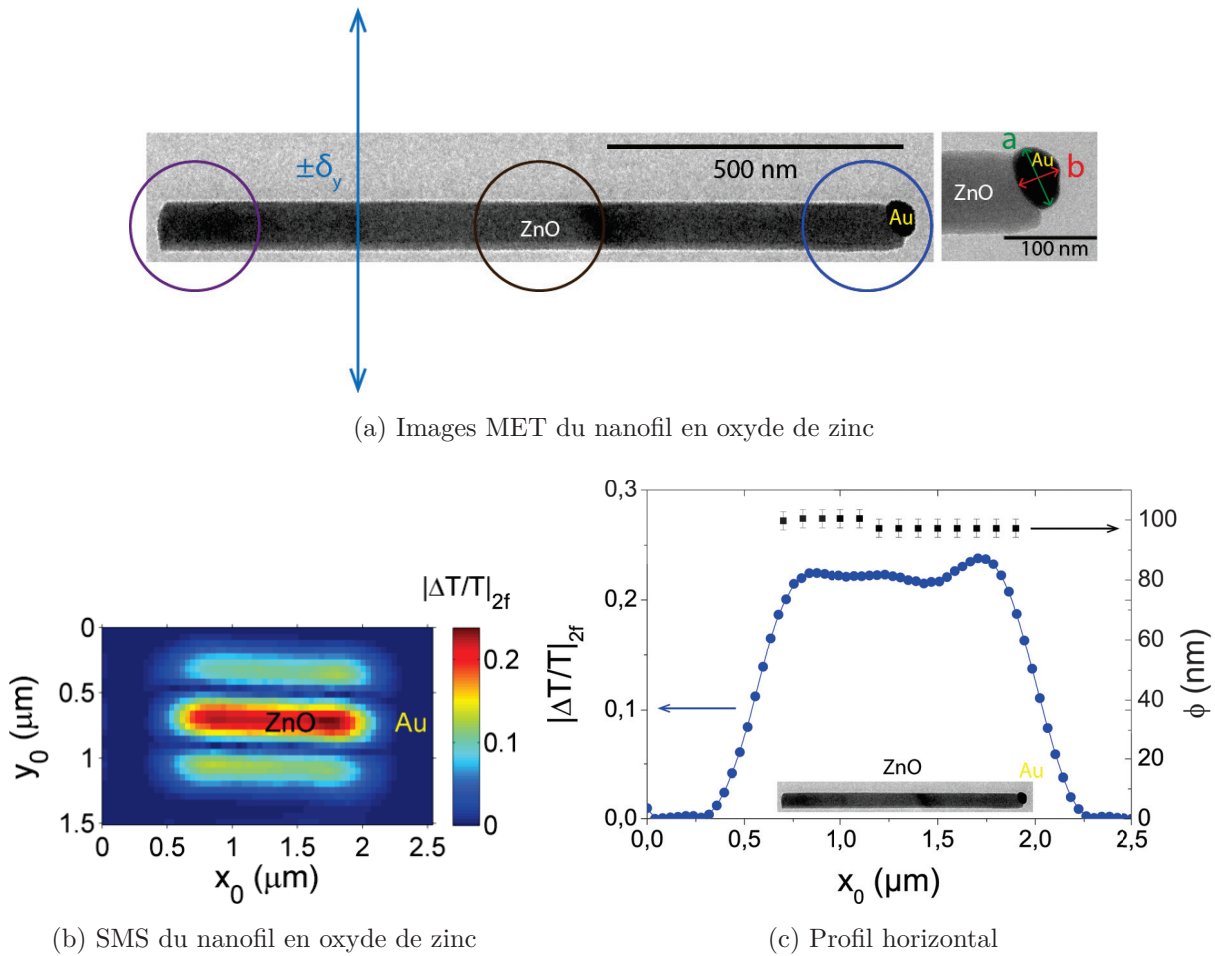 ±δy
500 nm
ZnO
Au
a
Au
b
ZnO
100 nm
(a) Images MET du nanofil en oxyde de zinc
|ΔT/T|2f
0
0.5
1
1.5
y0 (μm)
ZnO
Au
0 0.5 1 1.5 2 2.5
x0 (μm)
0.2
0.1
0
(b) SMS du nanofil en oxyde de zinc
0,3
0,2
0,1
0,0
|ΔT/T|2f
100
80
60
40
20
0
ϕ (nm)
ZnO
Au
0,0 0,5 1,0 1,5 2,0 2,5
x0 (µm)
(c) Profil horizontal